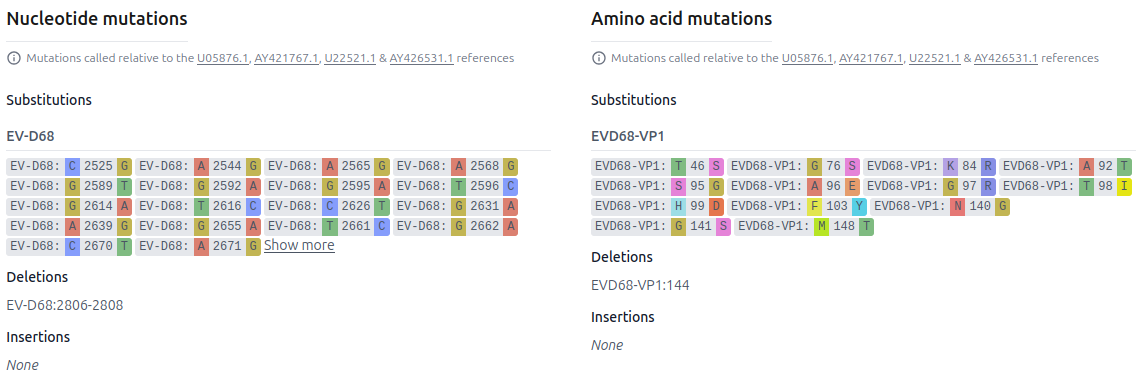 Nucleotide mutations
Mutations called relative to the U05876.1, AY421767.1, U22521.1 & AY426531.1 references
Substitutions
EV-D68
EV-D68: C 2525 G EV-D68: A 2544 G EV-D68: A 2565 G EV-D68: A 2568 G
EV-D68: G 2589 T EV-D68: G 2592 A EV-D68: G 2595 A EV-D68: T 2596 C
EV-D68: G 2614 A EV-D68: T 2616 C EV-D68: C 2626 T EV-D68: G 2631 A
EV-D68: A 2639 G EV-D68: G 2655 A EV-D68: T 2661 C EV-D68: G 2662 A
EV-D68: C 2670 T EV-D68: A 2671 G Show more
Deletions
EV-D68:2806-2808
Insertions
None
Amino acid mutations
Mutations called relative to the U05876.1, AY421767.1, U22521.1 & AY426531.1 references
Substitutions
EVD68-VP1
EVD68-VP1: T 46 S EVD68-VP1: G 76 S EVD68-VP1: K 84 R EVD68-VP1: A 92 T
EVD68-VP1: S 95 G EVD68-VP1: A 96 E EVD68-VP1: G 97 R EVD68-VP1: T 98 I
EVD68-VP1: H 99 D EVD68-VP1: F 103 Y EVD68-VP1: N 140 G
EVD68-VP1: G 141 S EVD68-VP1: M 148 T
Deletions
EVD68-VP1:144
Insertions
None